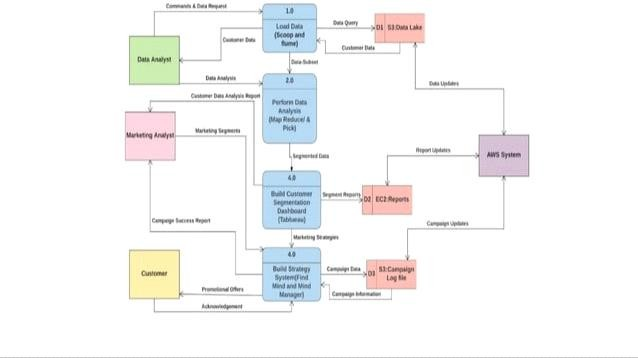 Commands & Data Request
1.0
Load Data
(Scoop and
flume)
Data Query
D1 S3:Data Lake
Customer Data
Customer Data
Data Analyst
Data Subset
Data Analysis
2.0
Data Updates
Customer Data Analysis Report
Perform Data
Analysis
(Map Reduce/ &
Pick)
Marketing Analyst
Marketing Segments
Segmented Data
Report Updates
AWS System
4.0
Build Customer
Segmentation
Dashboard
(Tableau)
Segment Reports
D2 EC2:Reports
Campaign Success Report
Campaign Updates
Marketing Strategies
4.0
Build Strategy
System(Find
Mind and Mind
Manager)
Campaign Data
D3
S3:Campaign
Log file
Customer
Promotional Offers
Campaign Information
Acknowledgement